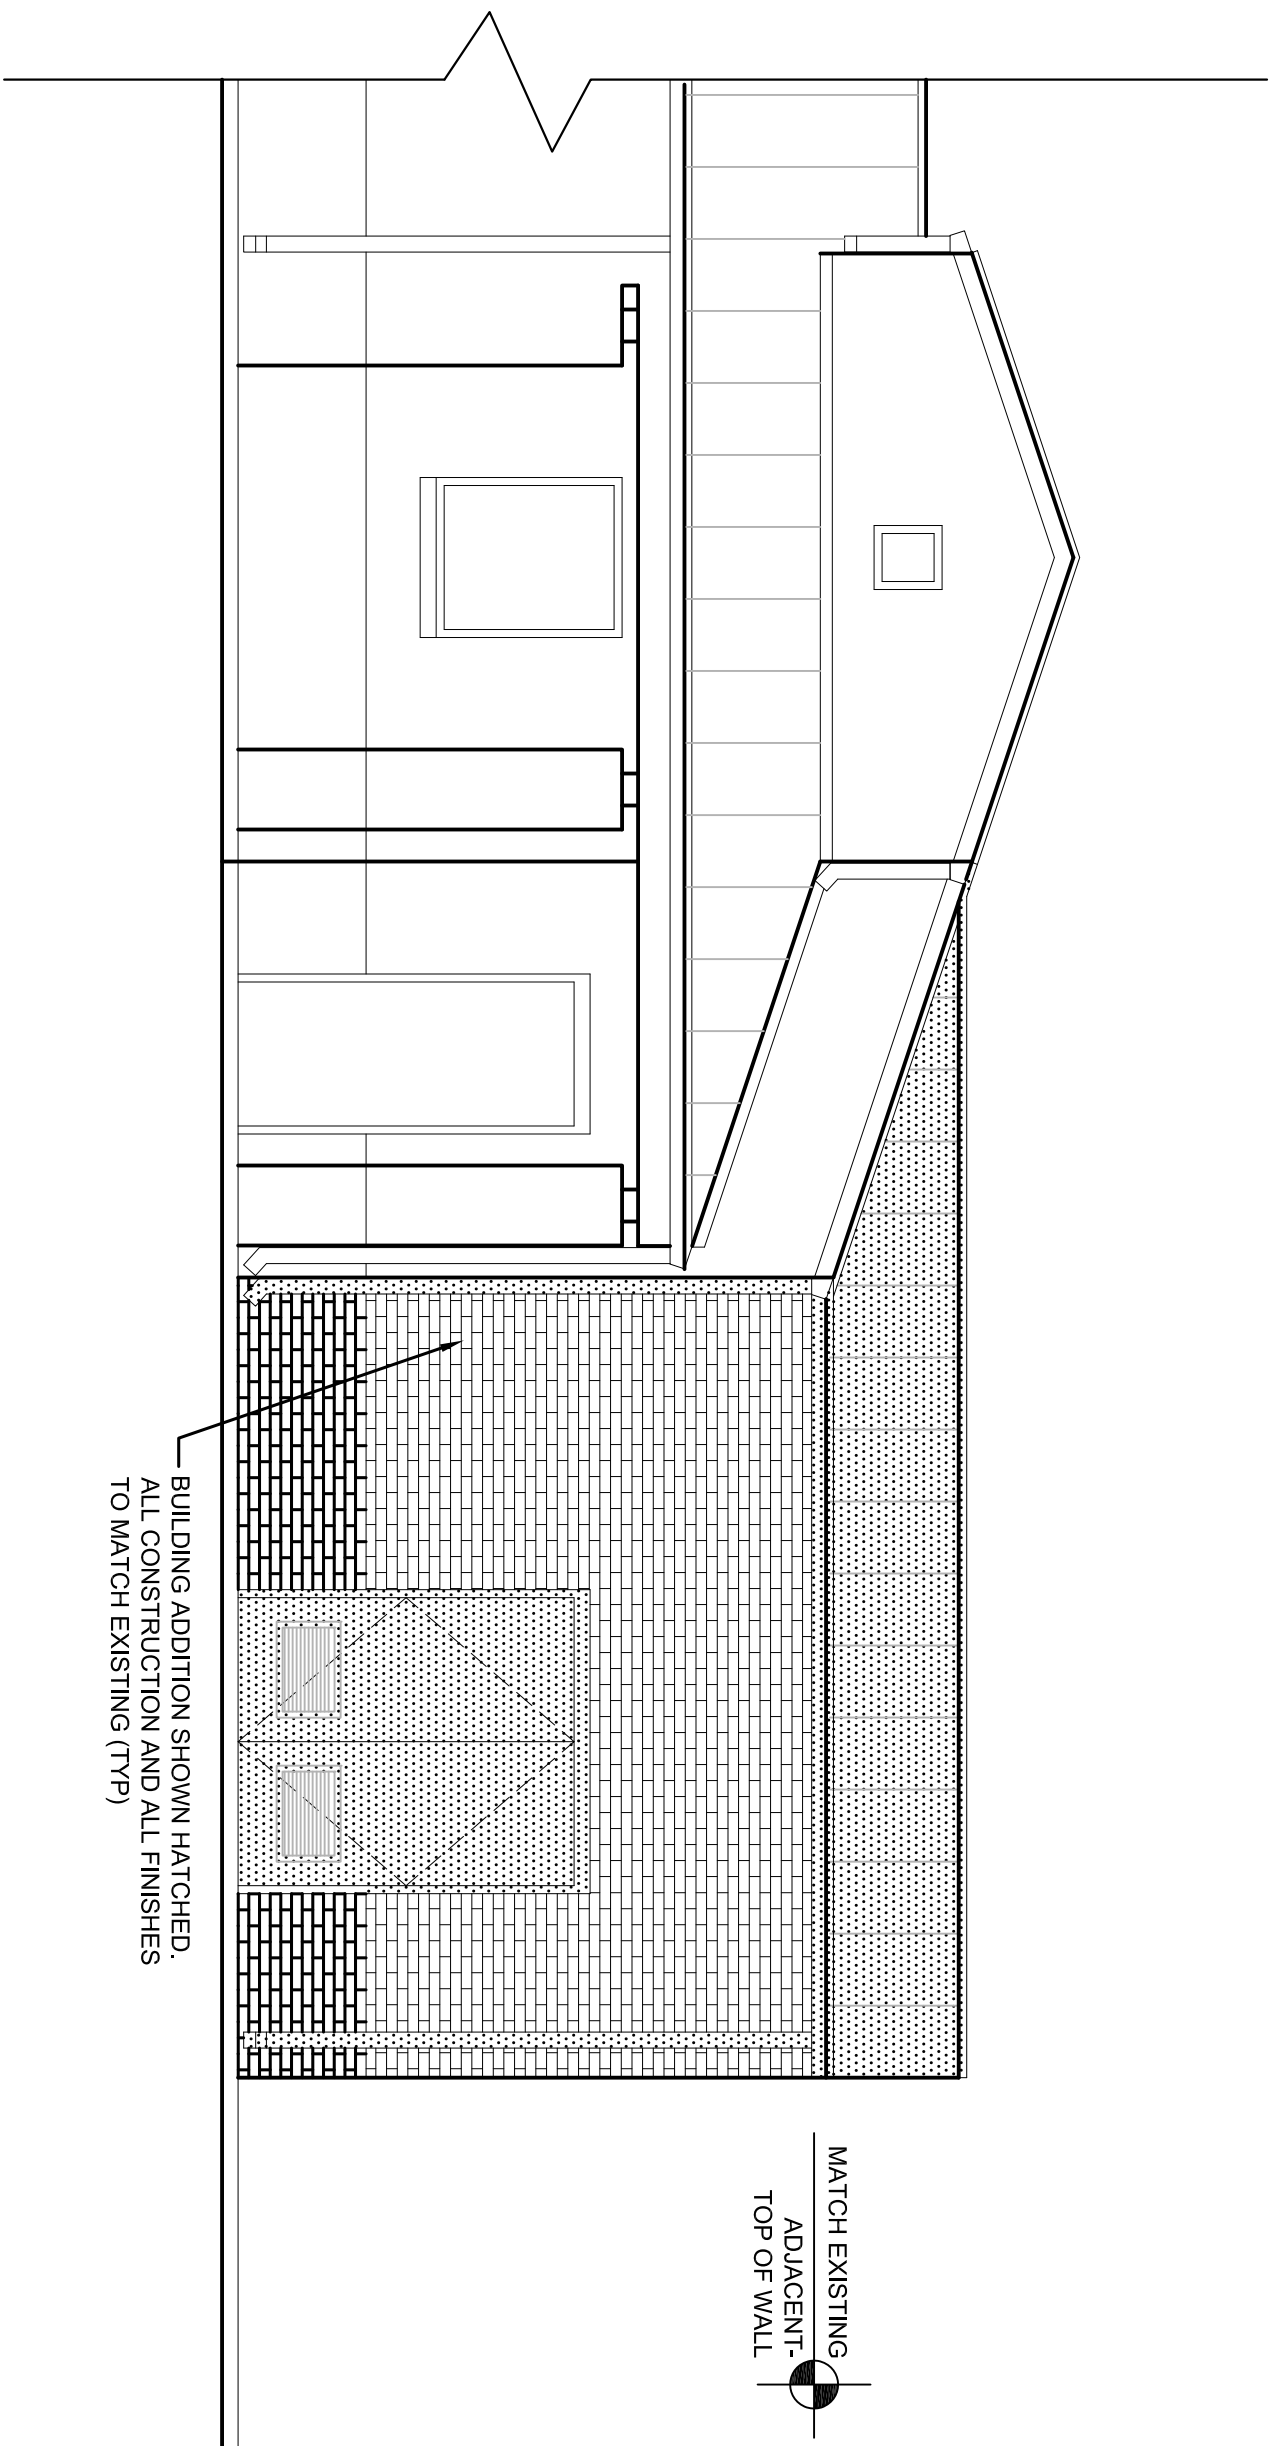 MATCH EXISTING
ADJACENT-
TOP OF WALL
BUILDING ADDITION SHOWN HATCHED.
ALL CONSTRUCTION AND ALL FINISHES
TO MATCH EXISTING (TYP)